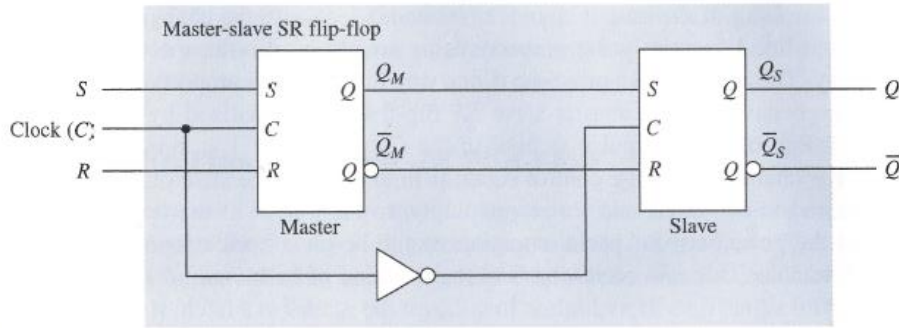 Master-slave SR flip-flop
Q_M Q_S
S S Q S Q Q
Clock (C) C C
Q̅_M Q̅_S
R R Q R Q Q̅
Master Slave